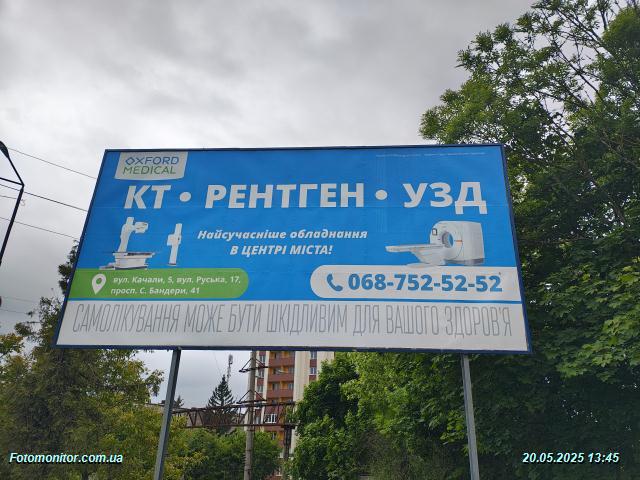 OXFORD
MEDICAL
КТ • РЕНТГЕН • УЗД
Найсучасніше обладнання
В ЦЕНТРІ МІСТА!
вул. Качали, 5, вул. Руська, 17,
просп. С. Бандери, 41
068-752-52-52
САМОЛІКУВАННЯ МОЖЕ БУТИ ШКІДЛИВИМ ДЛЯ ВАШОГО ЗДОРОВ'Я
Fotomonitor.com.ua
20.05.2025 13:45